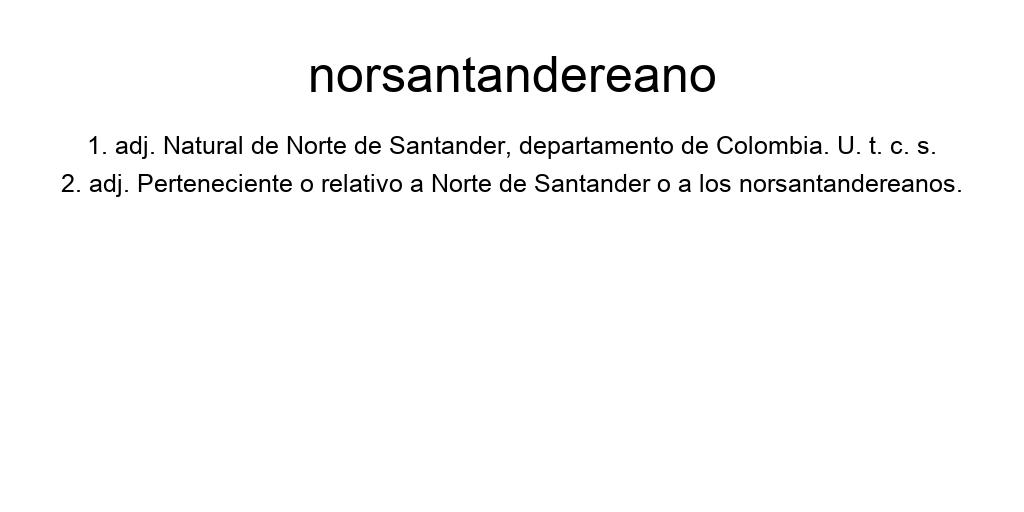 norsantandereano
1. adj. Natural de Norte de Santander, departamento de Colombia. U. t. c. s.
2. adj. Perteneciente o relativo a Norte de Santander o a los norsantandereanos.